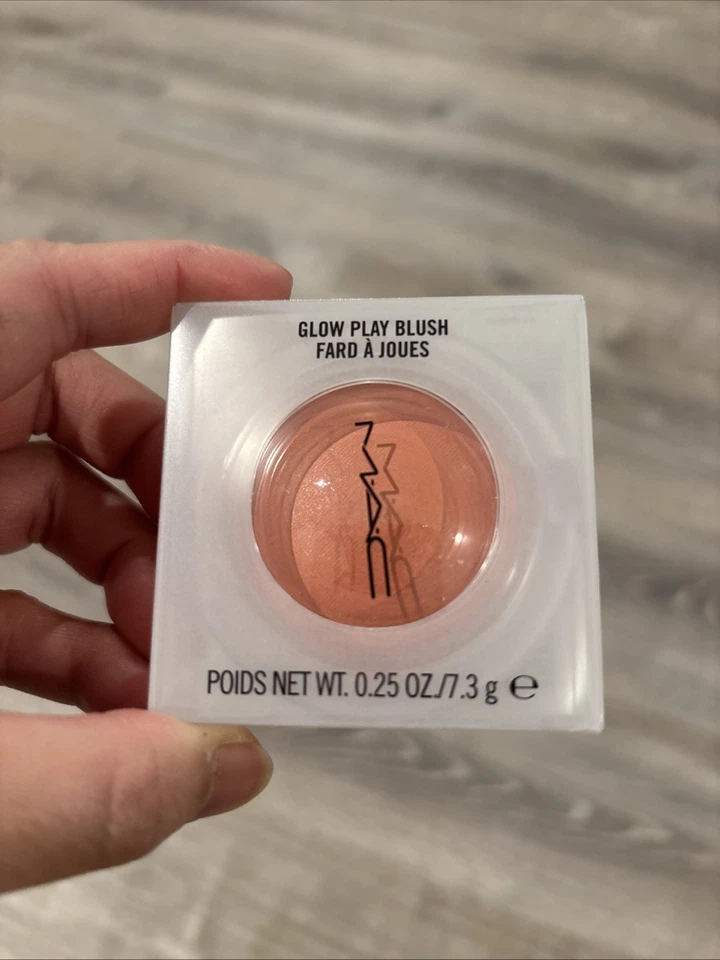 GLOW PLAY BLUSH
FARD À JOUES
MAC
POIDS NET WT. 0.25 OZ./7.3 g ℮